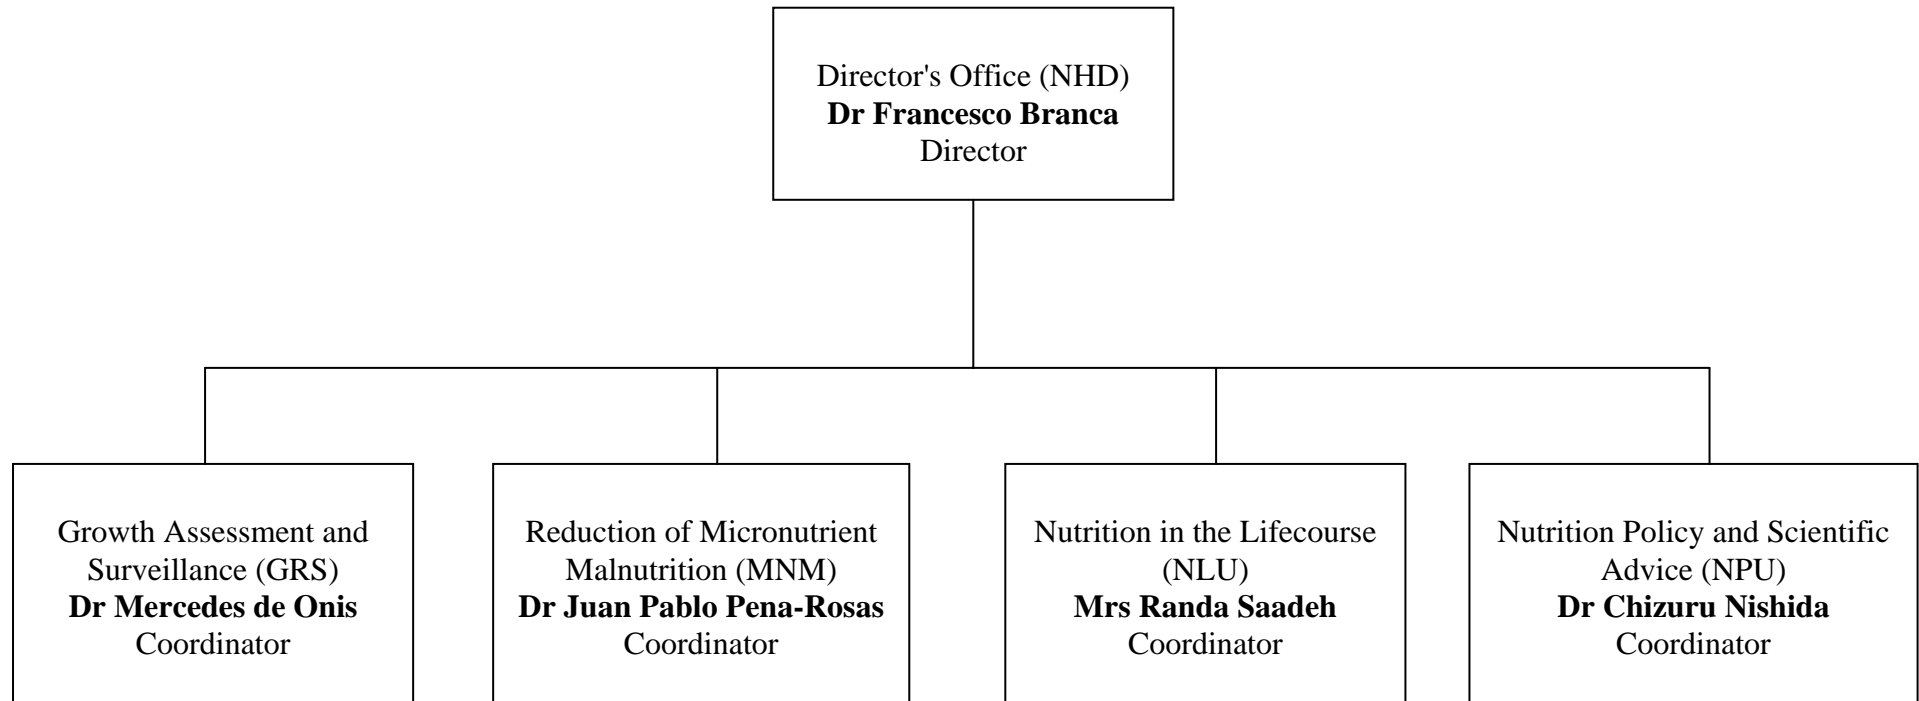 Director's Office (NHD)
Dr Francesco Branca
Director
Growth Assessment and
Surveillance (GRS)
Dr Mercedes de Onis
Coordinator
Reduction of Micronutrient
Malnutrition (MNM)
Dr Juan Pablo Pena-Rosas
Coordinator
Nutrition in the Lifecourse
(NLU)
Mrs Randa Saadeh
Coordinator
Nutrition Policy and Scientific
Advice (NPU)
Dr Chizuru Nishida
Coordinator